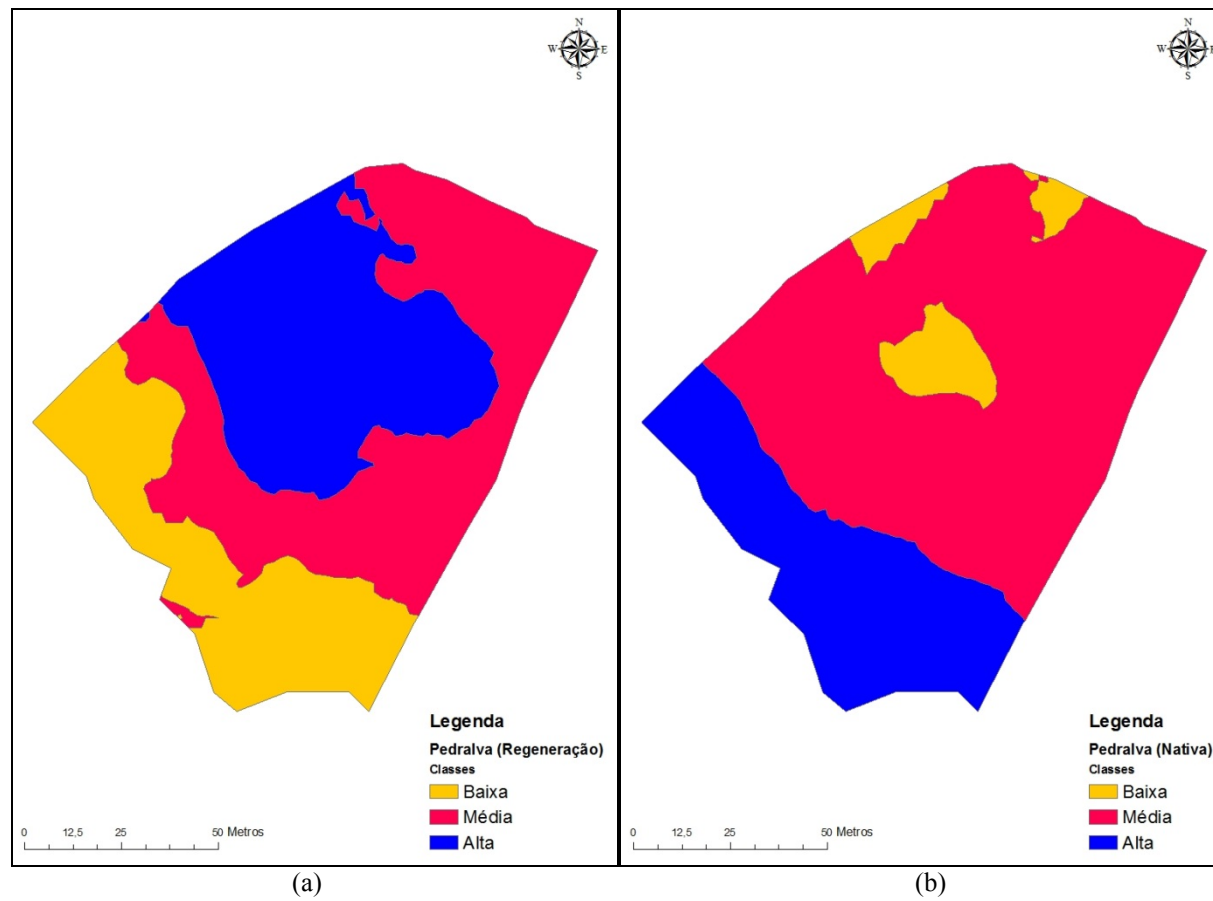 N
W E
S
Legenda
Pedralva (Regeneração)
Classes
Baixa
Média
Alta
0 12,5 25 50 Metros
(a)
N
W E
S
Legenda
Pedralva (Nativa)
Classes
Baixa
Média
Alta
0 12,5 25 50 Metros
(b)